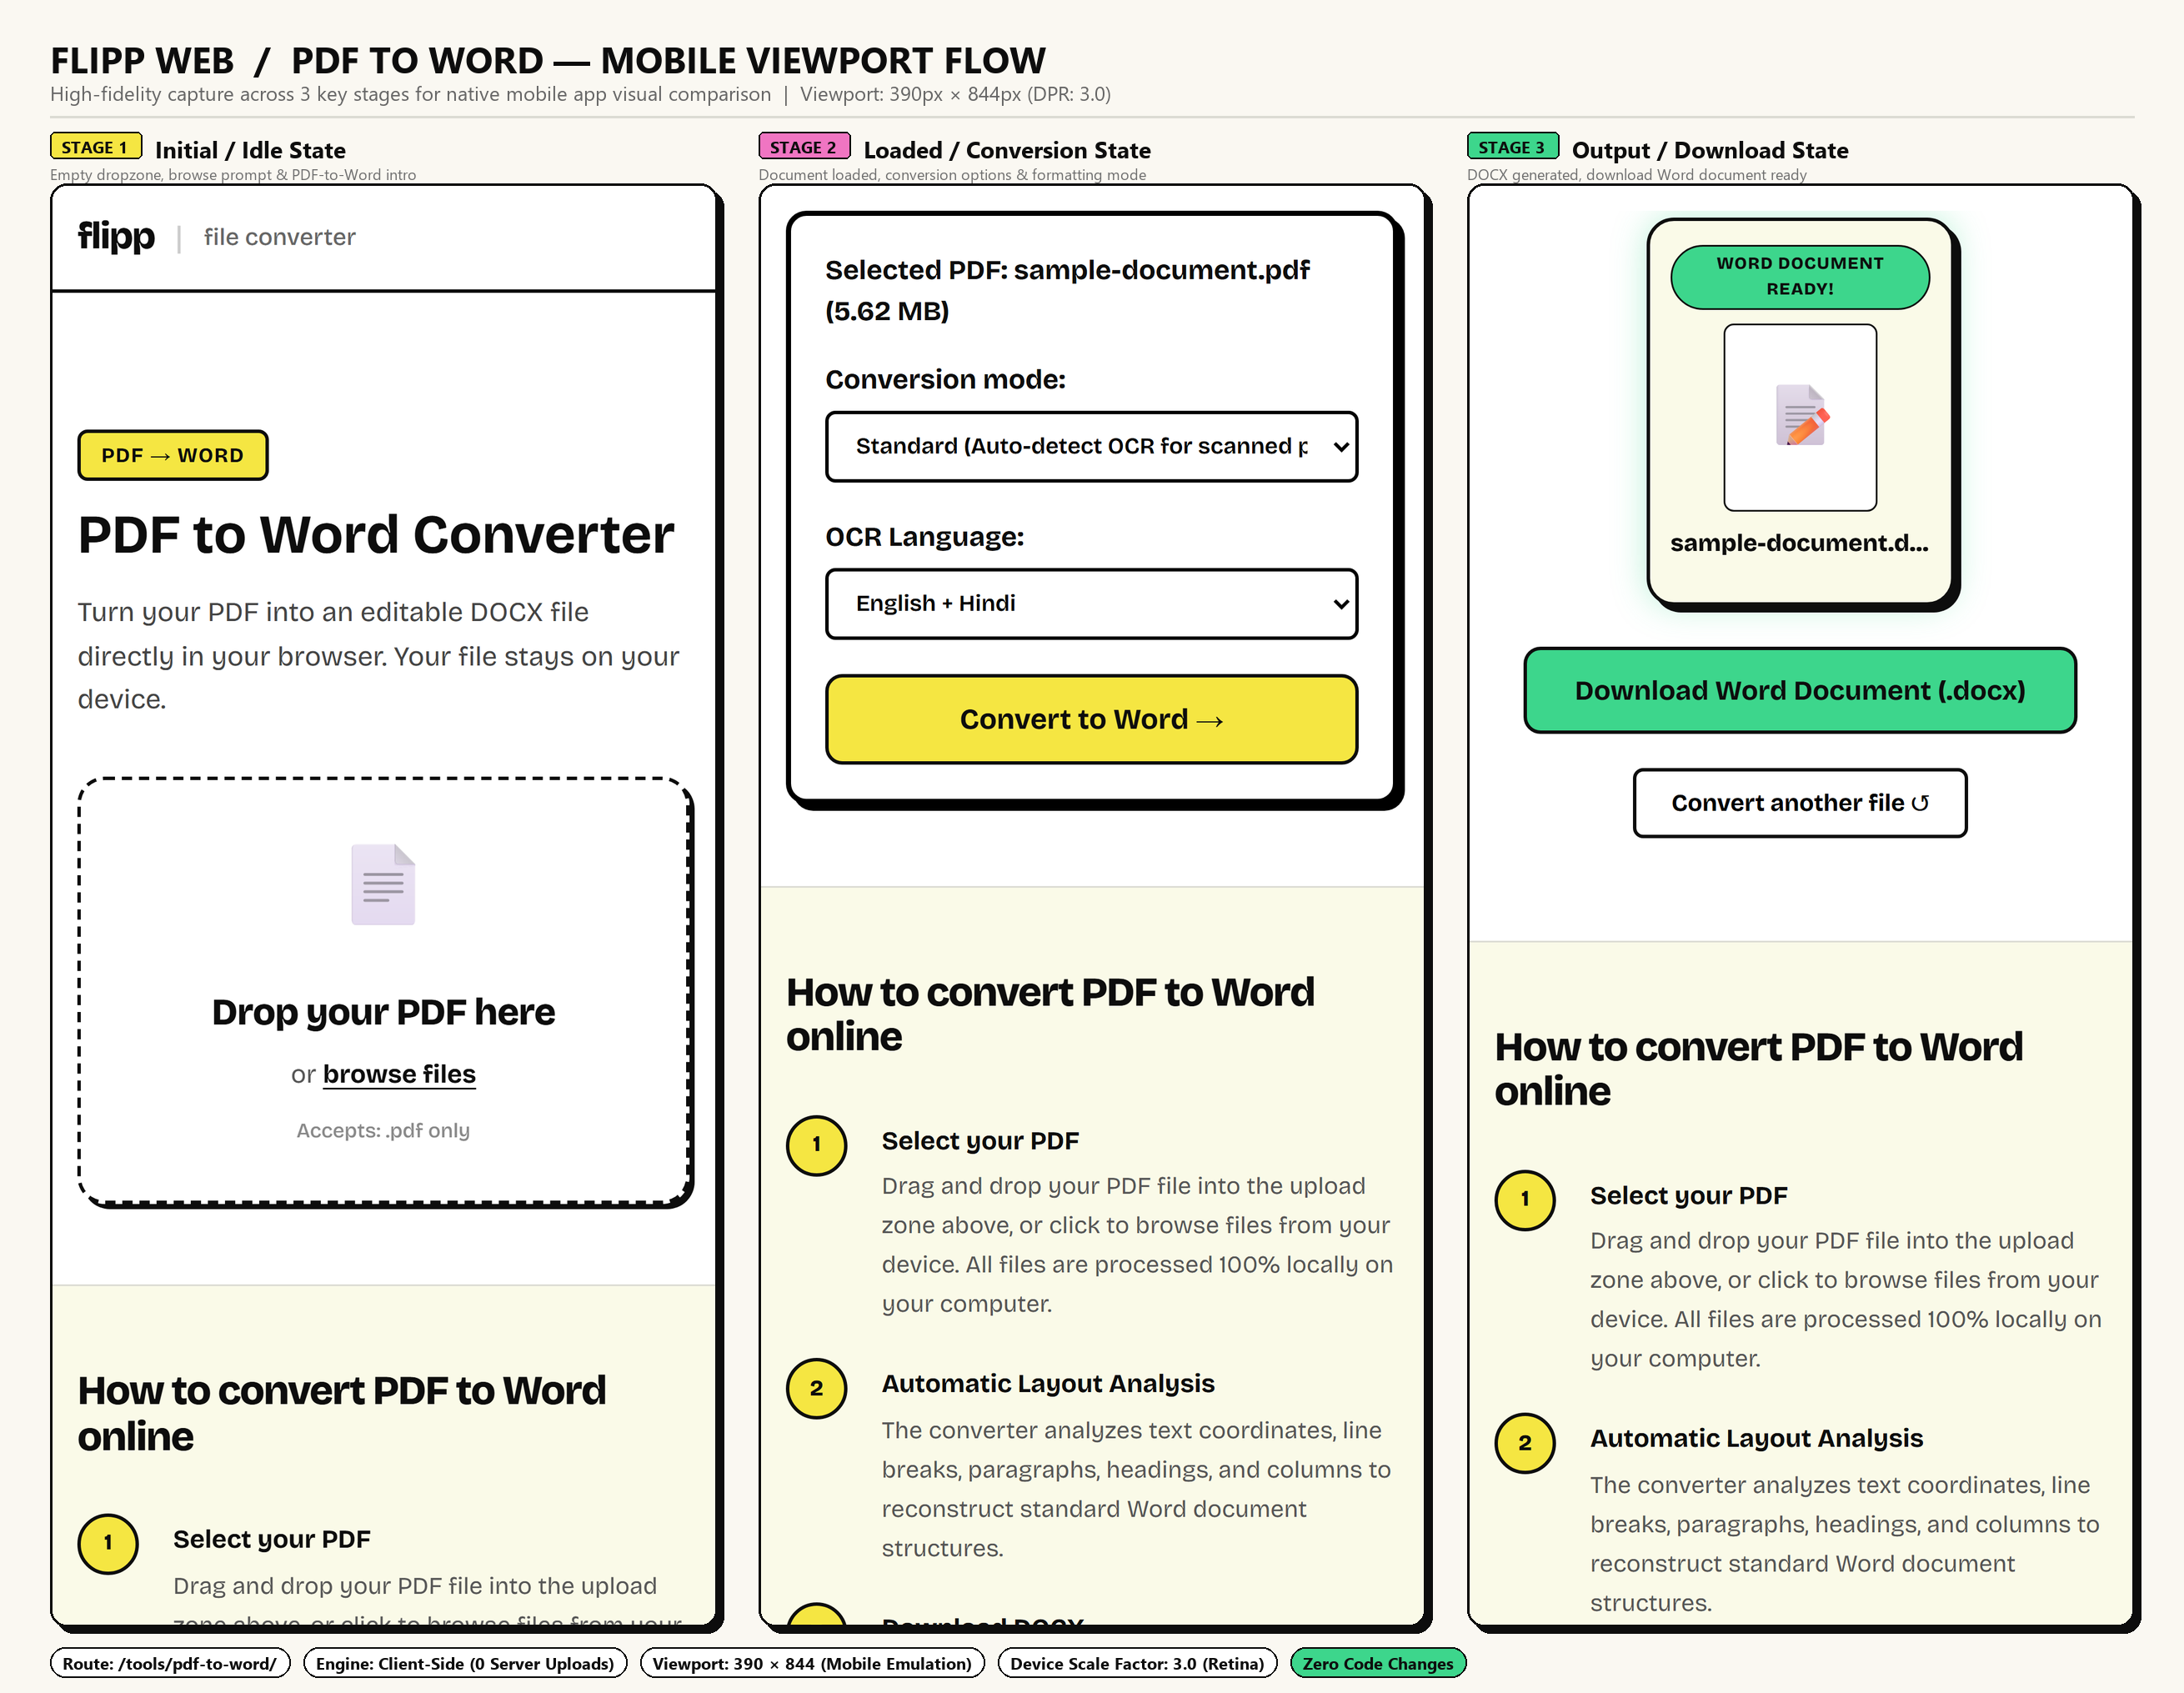 FLIPP WEB / PDF TO WORD — MOBILE VIEWPORT FLOW
High-fidelity capture across 3 key stages for native mobile app visual comparison | Viewport: 390px × 844px (DPR: 3.0)
STAGE 1 Initial / Idle State
Empty dropzone, browse prompt & PDF-to-Word intro
flipp | file converter
PDF → WORD
PDF to Word Converter
Turn your PDF into an editable DOCX file
directly in your browser. Your file stays on your
device.
Drop your PDF here
or browse files
Accepts: .pdf only
How to convert PDF to Word
online
1 Select your PDF
Drag and drop your PDF file into the upload
zone above, or click to browse files from your
STAGE 2 Loaded / Conversion State
Document loaded, conversion options & formatting mode
Selected PDF: sample-document.pdf
(5.62 MB)
Conversion mode:
Standard (Auto-detect OCR for scanned p
OCR Language:
English + Hindi
Convert to Word →
How to convert PDF to Word
online
1 Select your PDF
Drag and drop your PDF file into the upload
zone above, or click to browse files from your
device. All files are processed 100% locally on
your computer.
2 Automatic Layout Analysis
The converter analyzes text coordinates, line
breaks, paragraphs, headings, and columns to
reconstruct standard Word document
structures.
Download DOCX
STAGE 3 Output / Download State
DOCX generated, download Word document ready
WORD DOCUMENT
READY!
sample-document.d...
Download Word Document (.docx)
Convert another file ↺
How to convert PDF to Word
online
1 Select your PDF
Drag and drop your PDF file into the upload
zone above, or click to browse files from your
device. All files are processed 100% locally on
your computer.
2 Automatic Layout Analysis
The converter analyzes text coordinates, line
breaks, paragraphs, headings, and columns to
reconstruct standard Word document
structures.
Route: /tools/pdf-to-word/
Engine: Client-Side (0 Server Uploads)
Viewport: 390 × 844 (Mobile Emulation)
Device Scale Factor: 3.0 (Retina)
Zero Code Changes